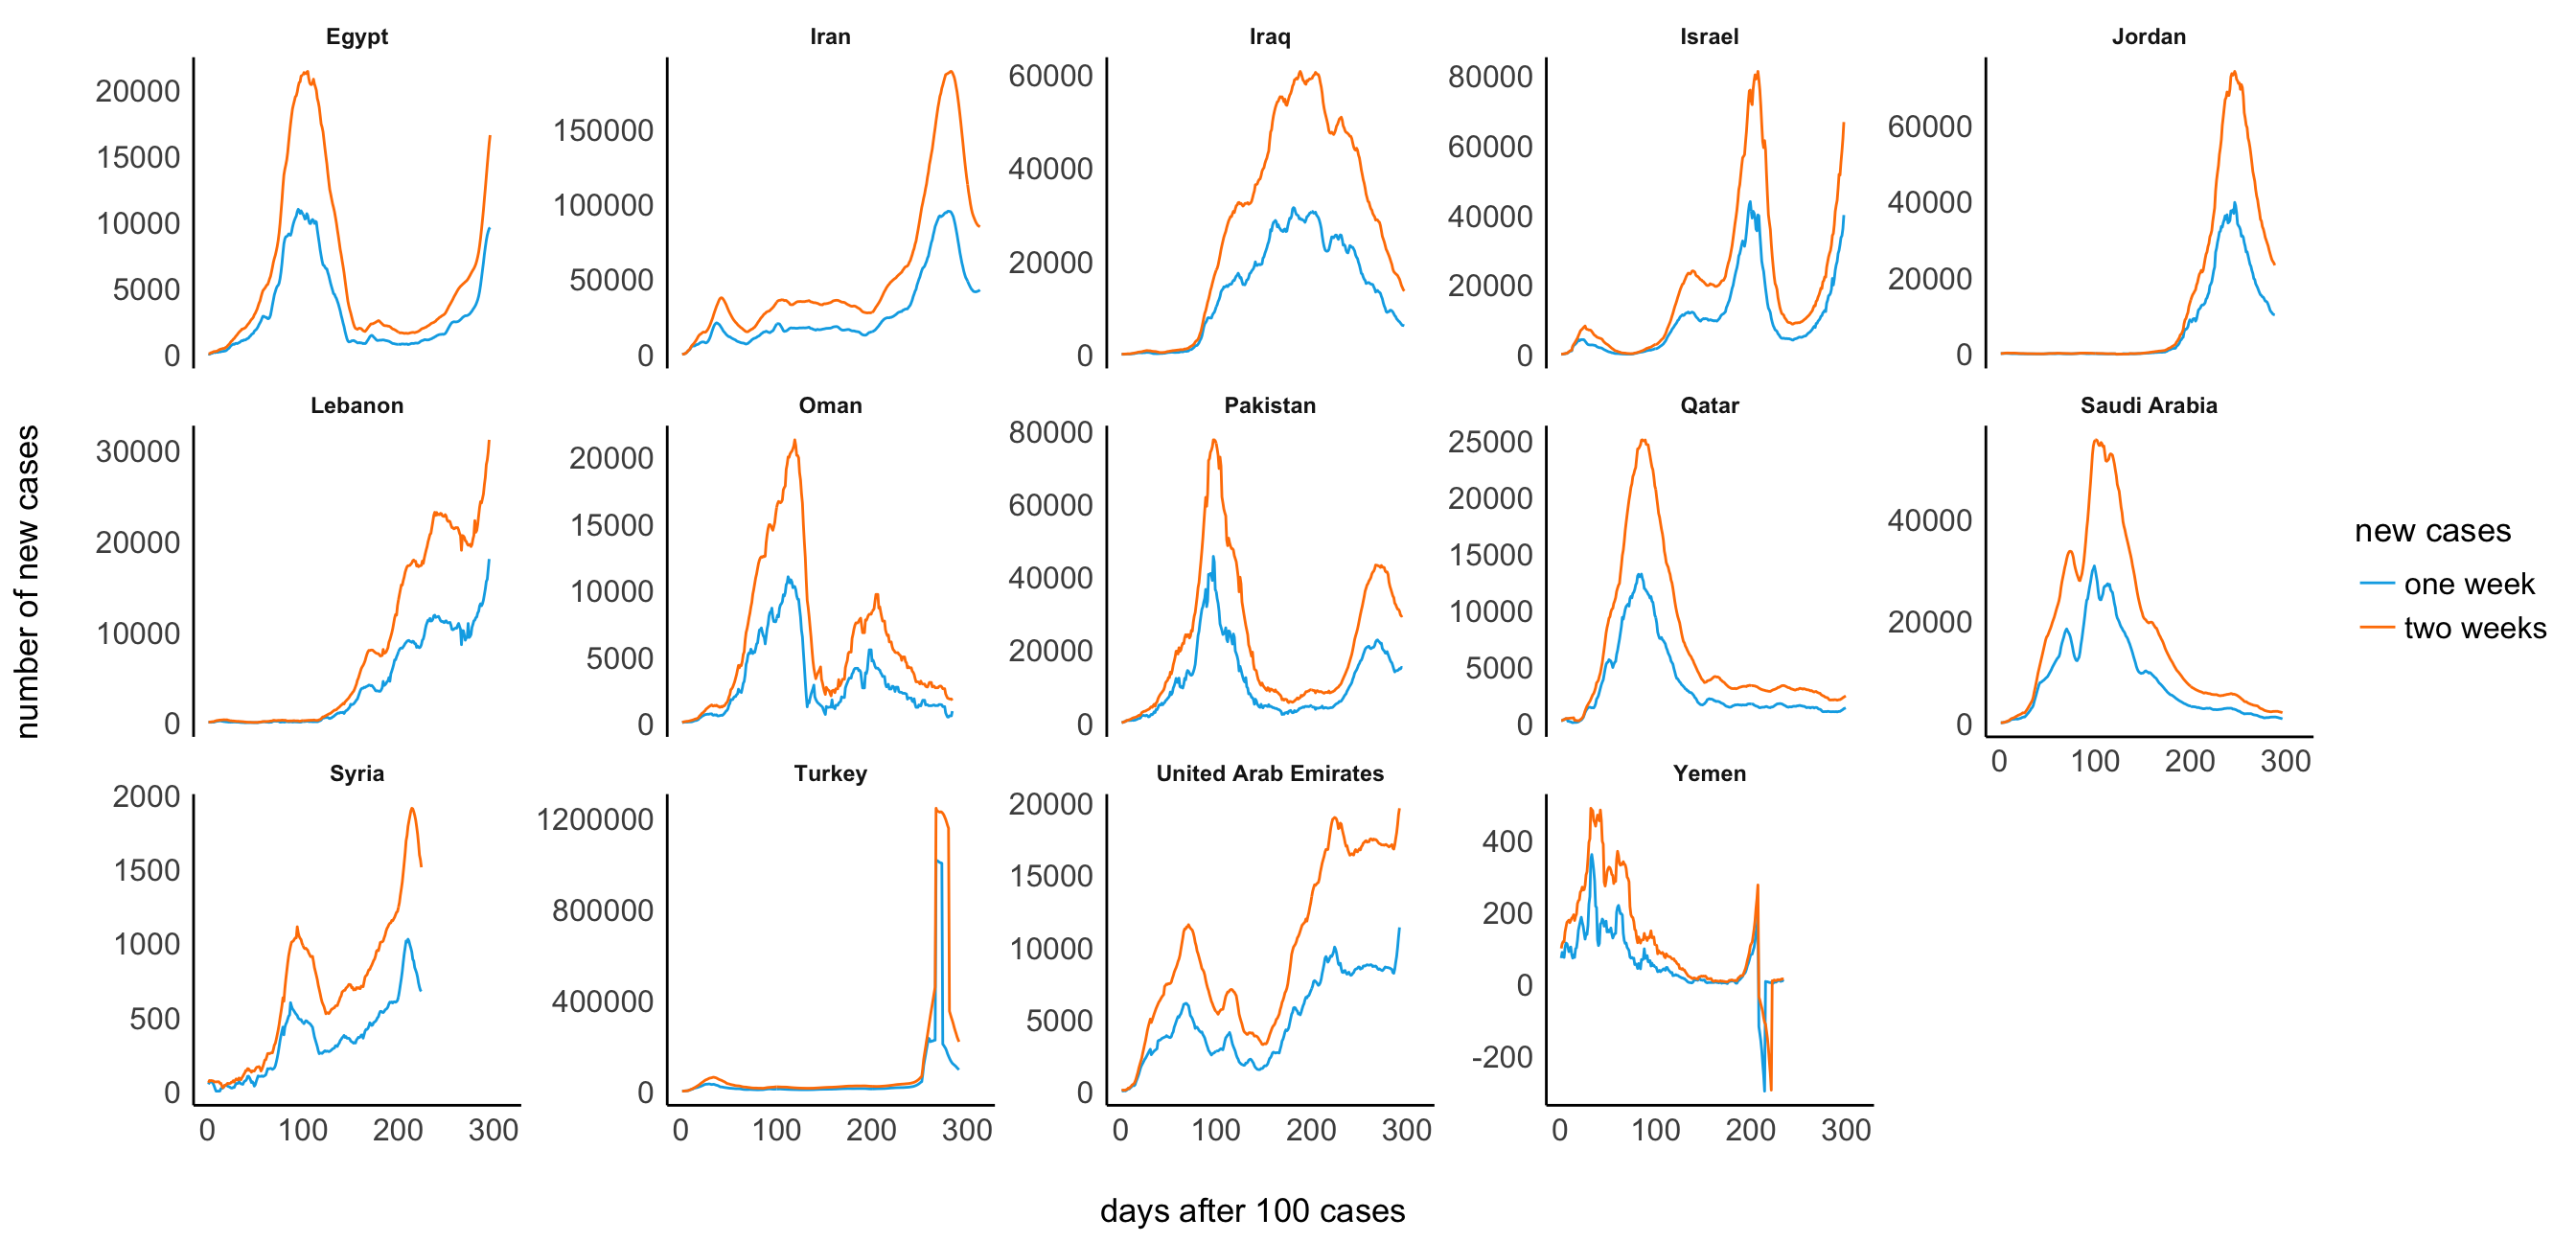 Egypt
Iran
Iraq
Israel
Jordan
20000
15000
10000
5000
0
150000
100000
50000
0
60000
40000
20000
0
80000
60000
40000
20000
0
60000
40000
20000
0
Lebanon
Oman
Pakistan
Qatar
Saudi Arabia
30000
20000
10000
0
20000
15000
10000
5000
0
80000
60000
40000
20000
0
25000
20000
15000
10000
5000
0
40000
20000
0
0 100 200 300
Syria
Turkey
United Arab Emirates
Yemen
2000
1500
1000
500
0
1200000
800000
400000
0
20000
15000
10000
5000
0
400
200
0
-200
0 100 200 300
0 100 200 300
0 100 200 300
0 100 200 300
number of new cases
days after 100 cases
new cases
one week
two weeks